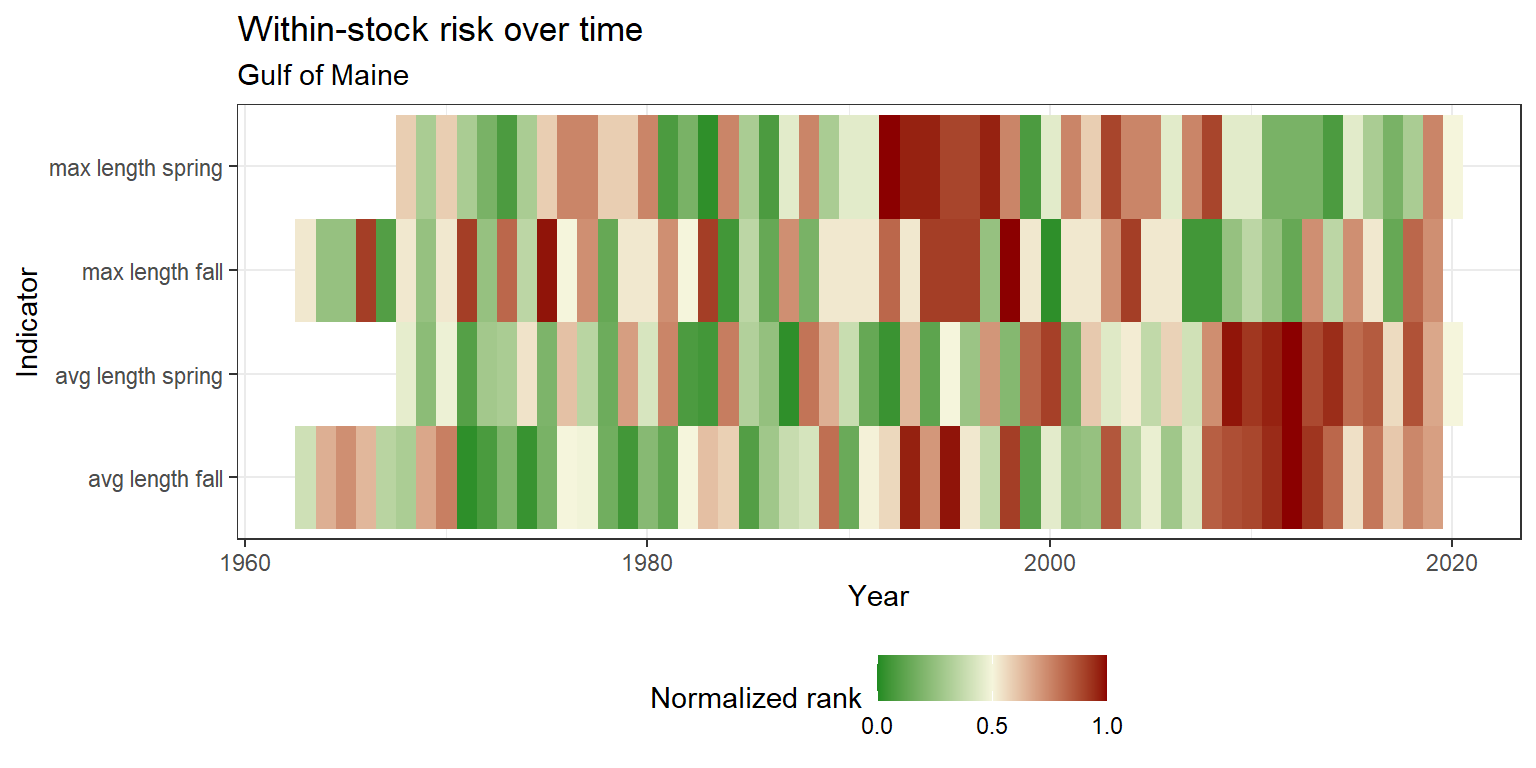 Within-stock risk over time
Gulf of Maine
Indicator
max length spring
max length fall
avg length spring
avg length fall
1960 1980 2000 2020
Year
Normalized rank
0.0 0.5 1.0